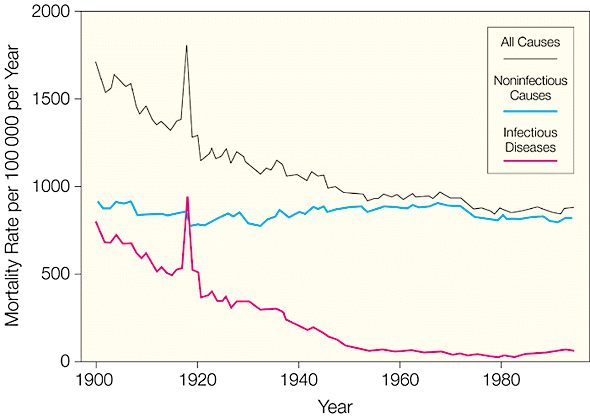 2000
1500
1000
500
0
Mortality Rate per 100 000 per Year
All Causes
Noninfectious
Causes
Infectious
Diseases
1900
1920
1940
1960
1980
Year